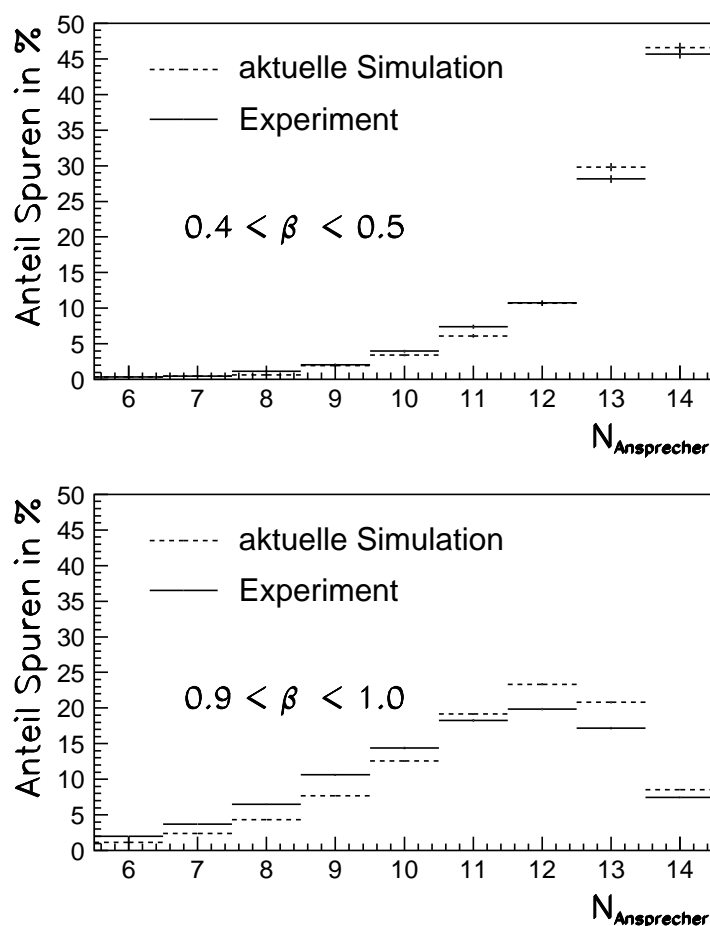 Anteil Spuren in %
50
45
40
35
30
25
20
15
10
5
0
aktuelle Simulation
Experiment
0.4 < β < 0.5
6 7 8 9 10 11 12 13 14
N Ansprecher
Anteil Spuren in %
50
45
40
35
30
25
20
15
10
5
0
aktuelle Simulation
Experiment
0.9 < β < 1.0
6 7 8 9 10 11 12 13 14
N Ansprecher